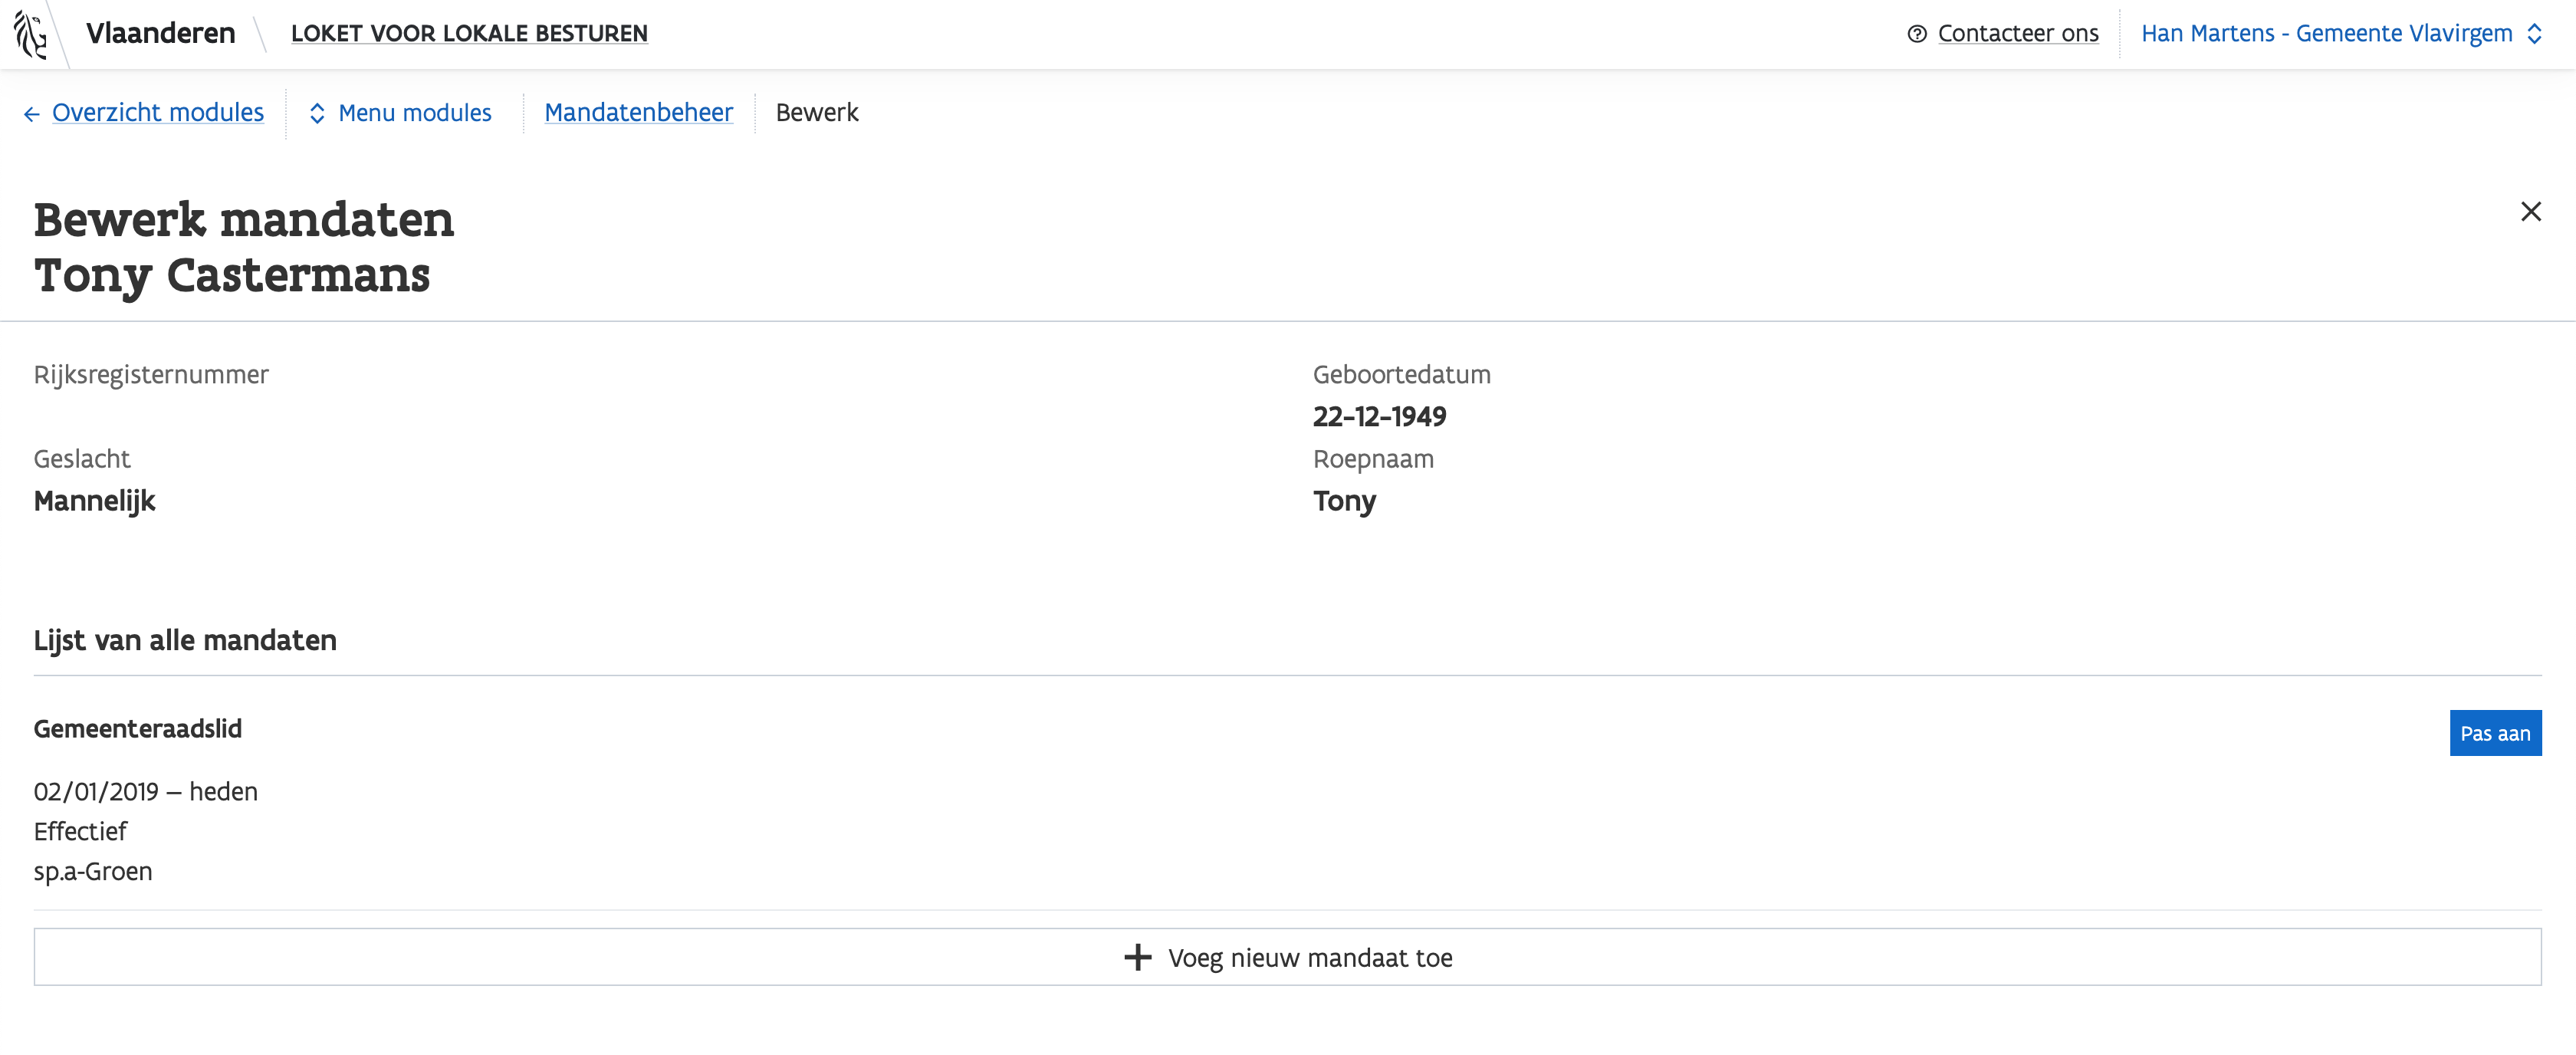 Vlaanderen
LOKET VOOR LOKALE BESTUREN
Contacteer ons
Han Martens - Gemeente Vlavirgem
Overzicht modules
Menu modules
Mandatenbeheer
Bewerk
Bewerk mandaten
Tony Castermans
Rijksregisternummer
Geboortedatum
22-12-1949
Geslacht
Mannelijk
Roepnaam
Tony
Lijst van alle mandaten
Gemeenteraadslid
Pas aan
02/01/2019 – heden
Effectief
sp.a-Groen
Voeg nieuw mandaat toe